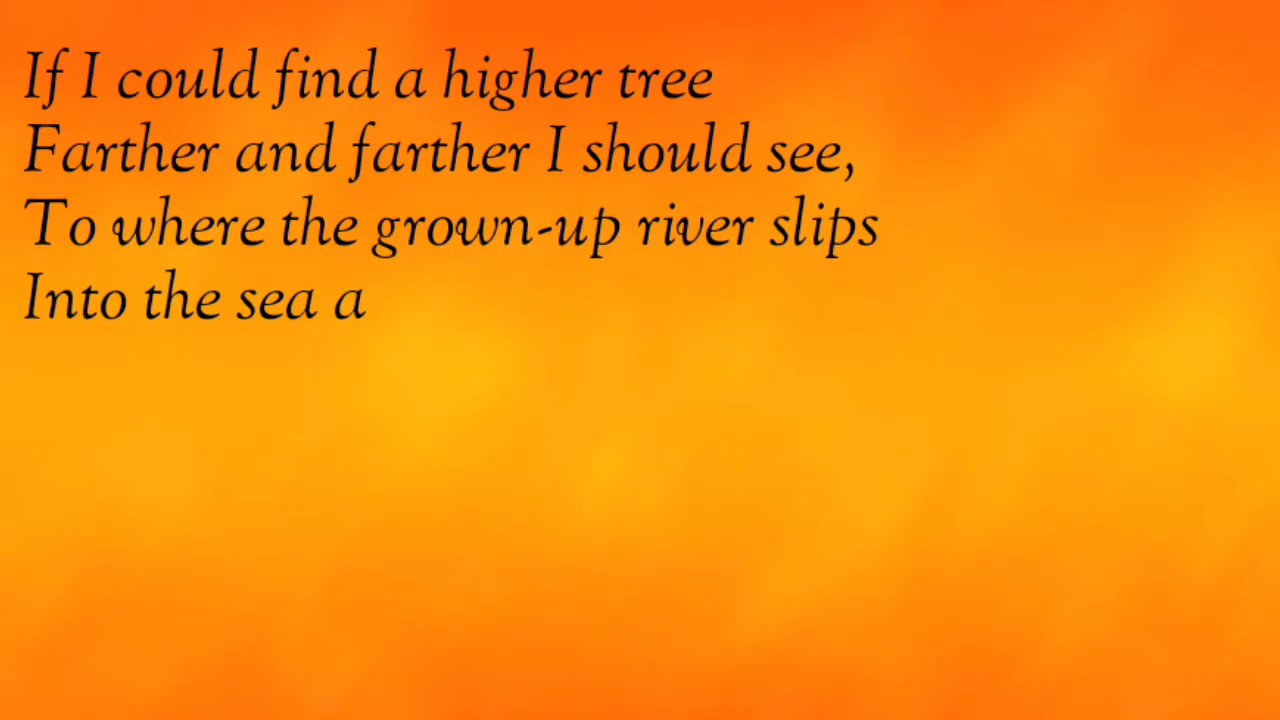 If I could find a higher tree
Farther and farther I should see,
To where the grown-up river slips
Into the sea a